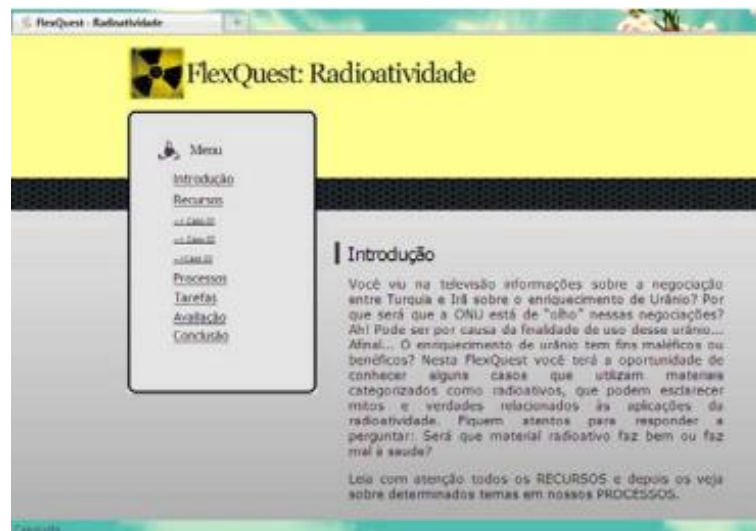 FlexQuest - Radioatividade
FlexQuest: Radioatividade
Menu
Introdução
Recursos
Processos
Tarefas
Avaliação
Conclusão
Introdução
Você viu na televisão informações sobre a negociação
entre Turquia e Irã sobre o enriquecimento de Urânio? Por
que será que a ONU está de "olho" nessas negociações?
Ah! Pode ser por causa da finalidade de uso desse urânio...
Afinal... O enriquecimento de urânio tem fins maléficos ou
benéficos? Nesta FlexQuest você terá a oportunidade de
conhecer alguns casos que utilizam materiais
categorizados como radioativos, que podem esclarecer
mitos e verdades relacionados às aplicações da
radioatividade. Fiquem atentos para responder a
perguntar: Será que material radioativo faz bem ou faz
mal à saude?
Leia com atenção todos os RECURSOS e depois os veja
sobre determinados temas em nossos PROCESSOS.